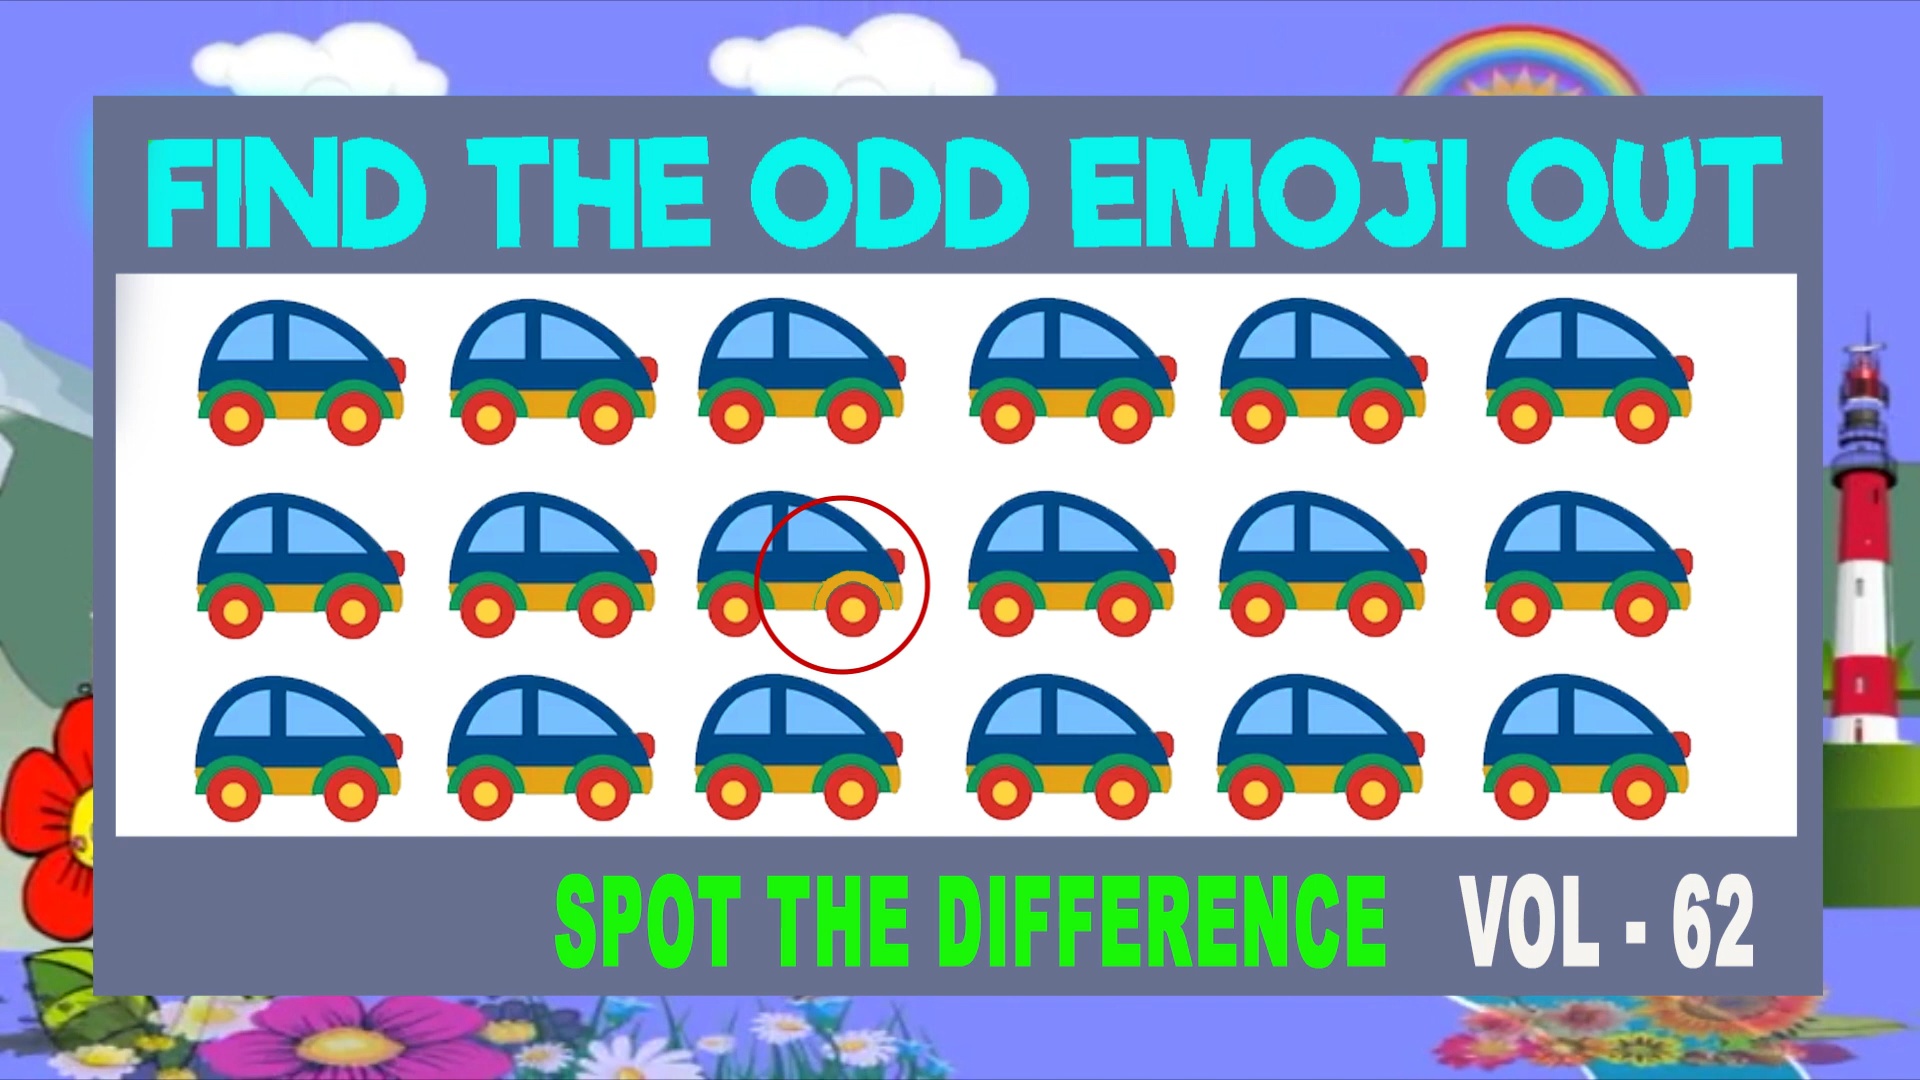 FIND THE ODD EMOJI OUT
SPOT THE DIFFERENCE VOL - 62